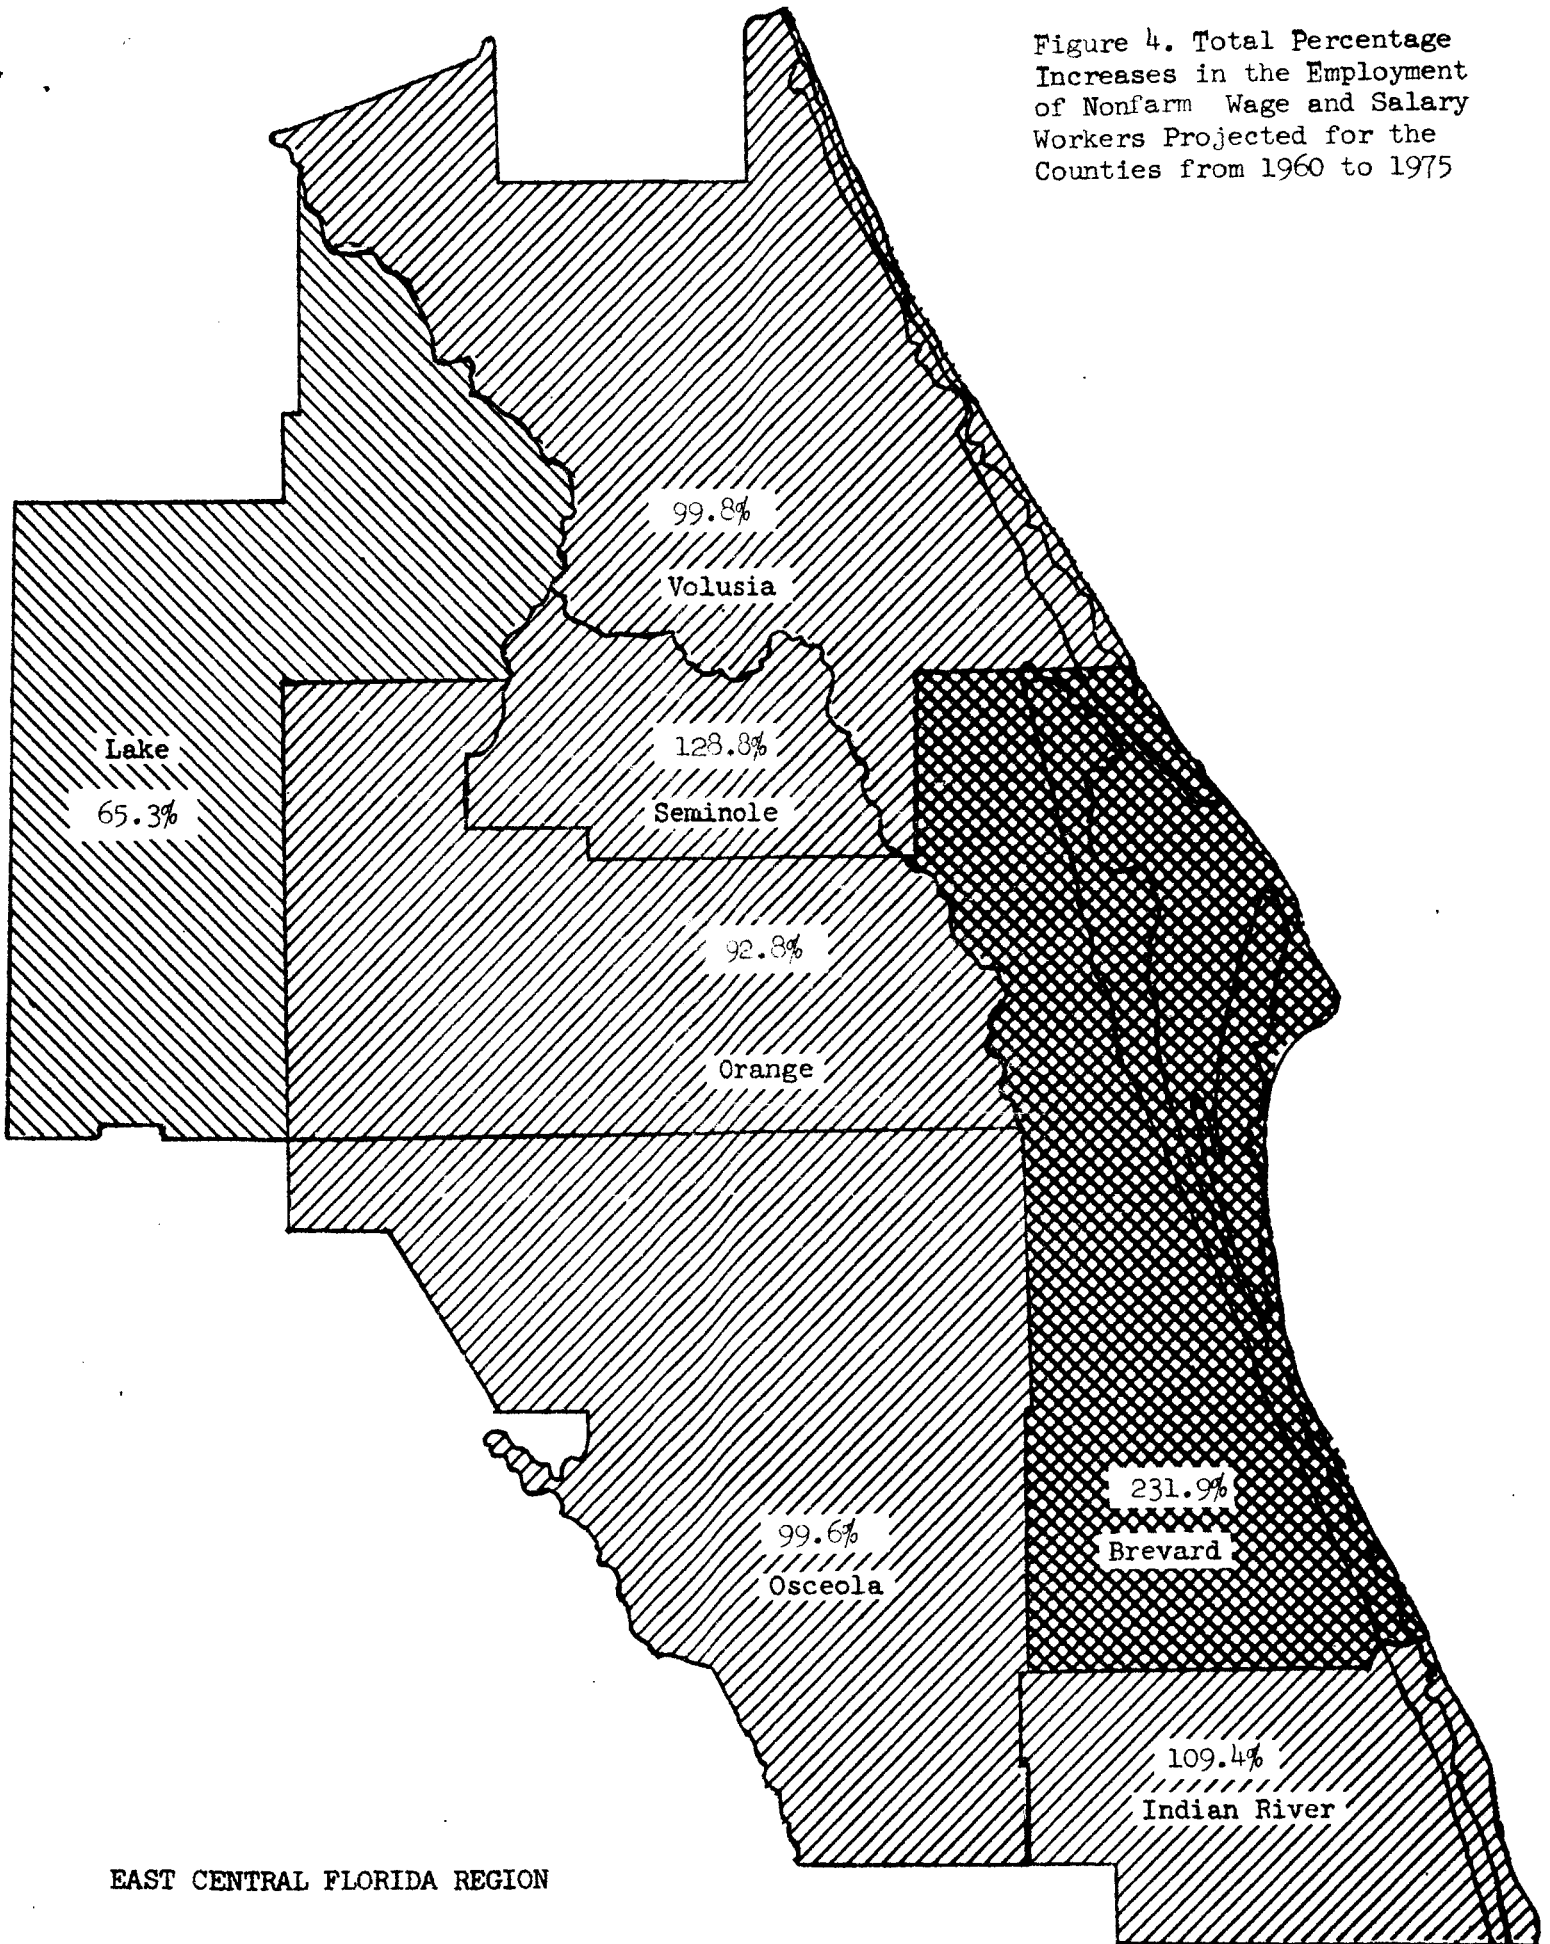 Figure 4. Total Percentage
Increases in the Employment
of Nonfarm Wage and Salary
Workers Projected for the
Counties from 1960 to 1975
99.8%
Volusia
Lake
65.3%
128.8%
Seminole
92.8%
Orange
231.9%
Brevard
99.6%
Osceola
109.4%
Indian River
EAST CENTRAL FLORIDA REGION